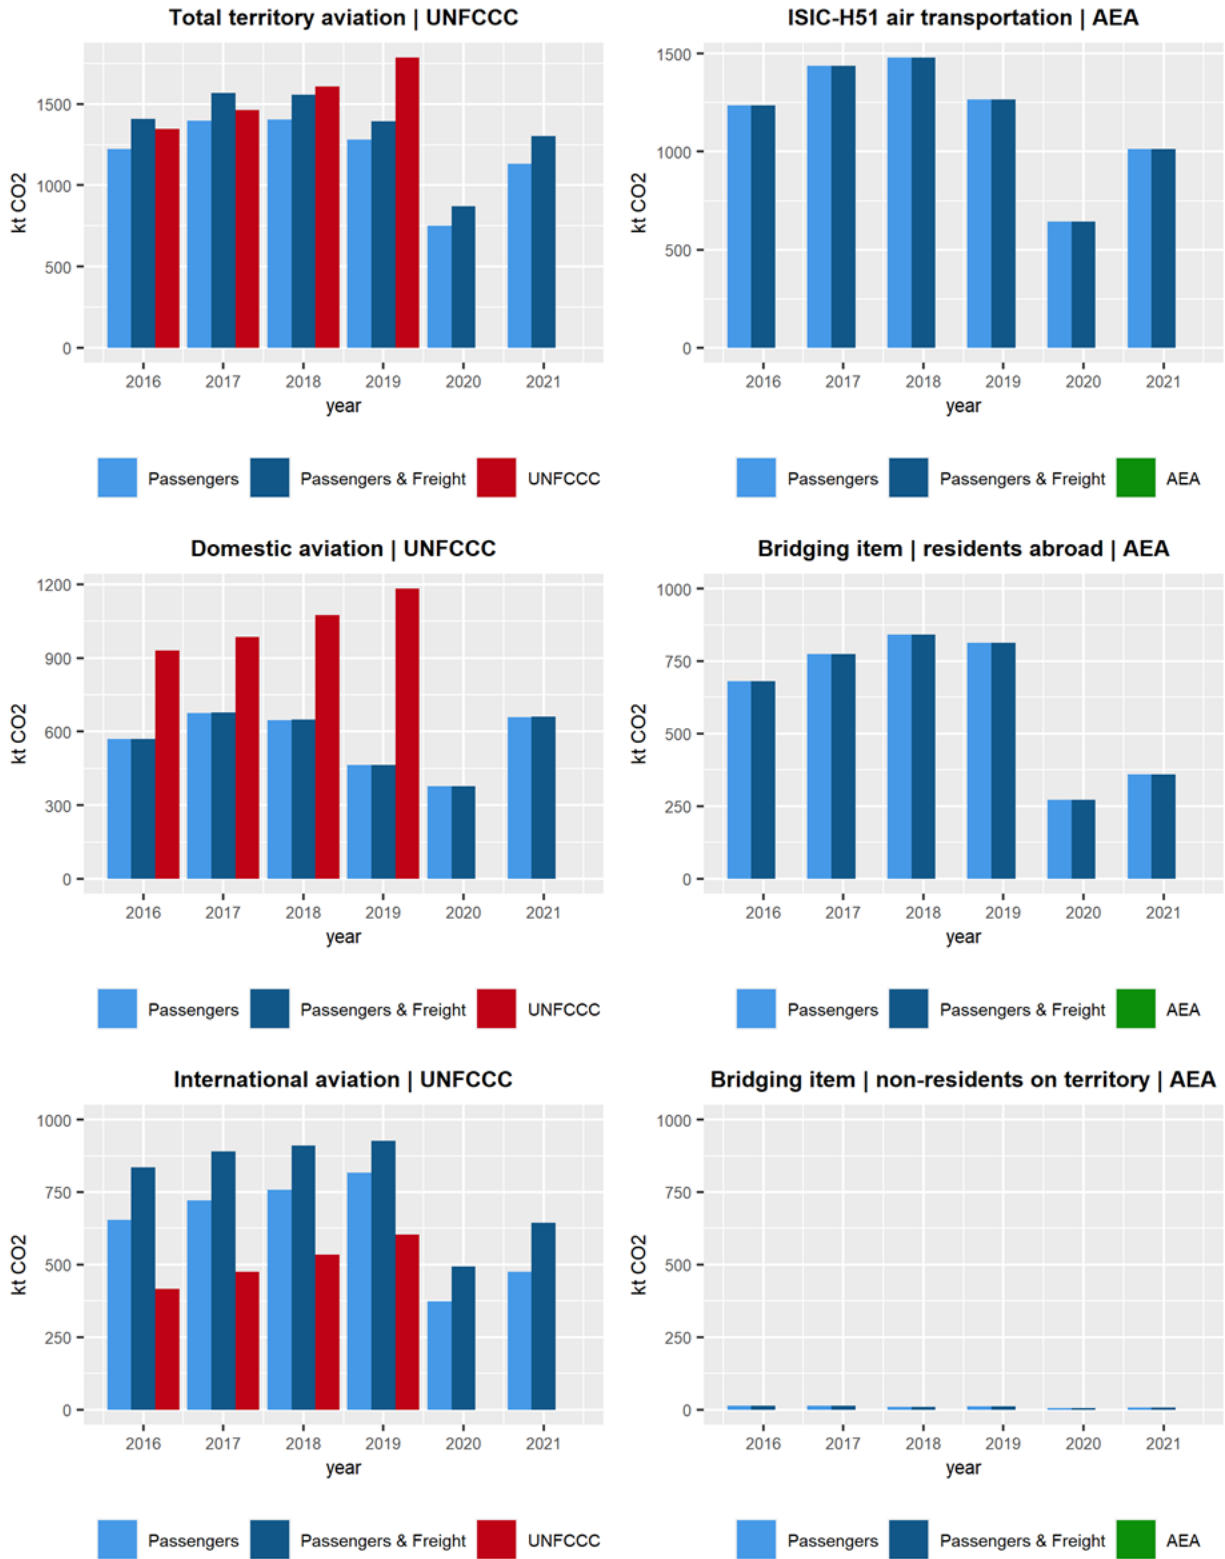 Total territory aviation | UNFCCC
kt CO2
1500
1000
500
0
2016 2017 2018 2019 2020 2021
year
Passengers Passengers & Freight UNFCCC
ISIC-H51 air transportation | AEA
kt CO2
1500
1000
500
0
2016 2017 2018 2019 2020 2021
year
Passengers Passengers & Freight AEA
Domestic aviation | UNFCCC
kt CO2
1200
900
600
300
0
2016 2017 2018 2019 2020 2021
year
Passengers Passengers & Freight UNFCCC
Bridging item | residents abroad | AEA
kt CO2
1000
750
500
250
0
2016 2017 2018 2019 2020 2021
year
Passengers Passengers & Freight AEA
International aviation | UNFCCC
kt CO2
1000
750
500
250
0
2016 2017 2018 2019 2020 2021
year
Passengers Passengers & Freight UNFCCC
Bridging item | non-residents on territory | AEA
kt CO2
1000
750
500
250
0
2016 2017 2018 2019 2020 2021
year
Passengers Passengers & Freight AEA